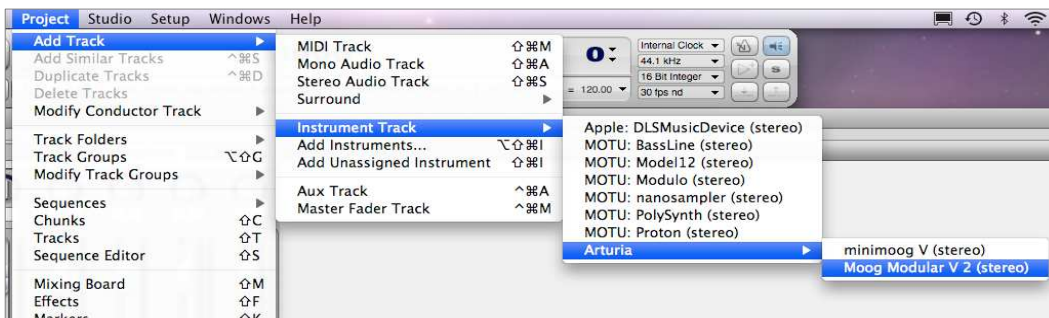 Project Studio Setup Windows Help
Add Track
Add Similar Tracks ^⌘S
Duplicate Tracks ^⌘D
Delete Tracks
Modify Conductor Track
Track Folders
Track Groups ⌥⇧G
Modify Track Groups
Sequences
Chunks ⇧C
Tracks ⇧T
Sequence Editor ⇧S
Mixing Board ⇧M
Effects ⇧F
Markers ⇧K
MIDI Track ⇧⌘M
Mono Audio Track ⇧⌘A
Stereo Audio Track ⇧⌘S
Surround
Instrument Track
Add Instruments... ⌥⇧⌘I
Add Unassigned Instrument ⇧⌘I
Aux Track ^⌘A
Master Fader Track ^⌘M
0
= 120.00
Internal Clock
44.1 kHz
16 Bit Integer
30 fps nd
S
Apple: DLSMusicDevice (stereo)
MOTU: BassLine (stereo)
MOTU: Model12 (stereo)
MOTU: Modulo (stereo)
MOTU: nanosampler (stereo)
MOTU: PolySynth (stereo)
MOTU: Proton (stereo)
Arturia
minimoog V (stereo)
Moog Modular V 2 (stereo)